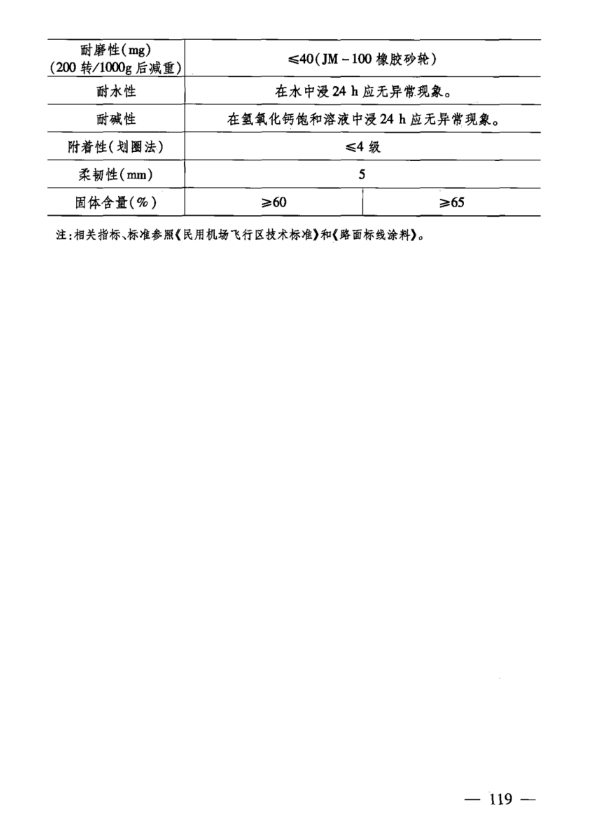 耐磨性(mg)
(200 转/1000g 后减重)
≤40(JM-100 橡胶砂轮)
耐水性
在水中浸 24 h 应无异常现象。
耐碱性
在氢氧化钙饱和溶液中浸 24 h 应无异常现象。
附着性(划圈法)
≤4 级
柔韧性(mm)
5
固体含量(%)
≥60
≥65
注:相关指标、标准参照《民用机场飞行区技术标准》和《路面标线涂料》。
— 119 —